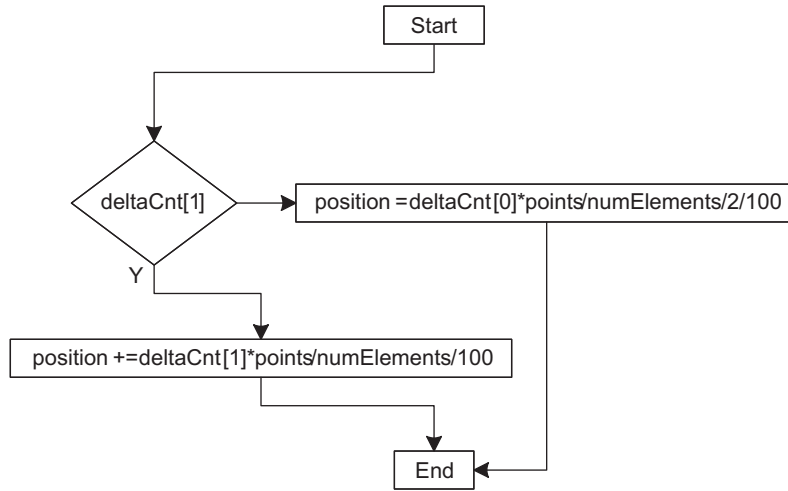 Start
deltaCnt[1]
position =deltaCnt[0]*points/numElements/2/100
Y
position +=deltaCnt[1]*points/numElements/100
End